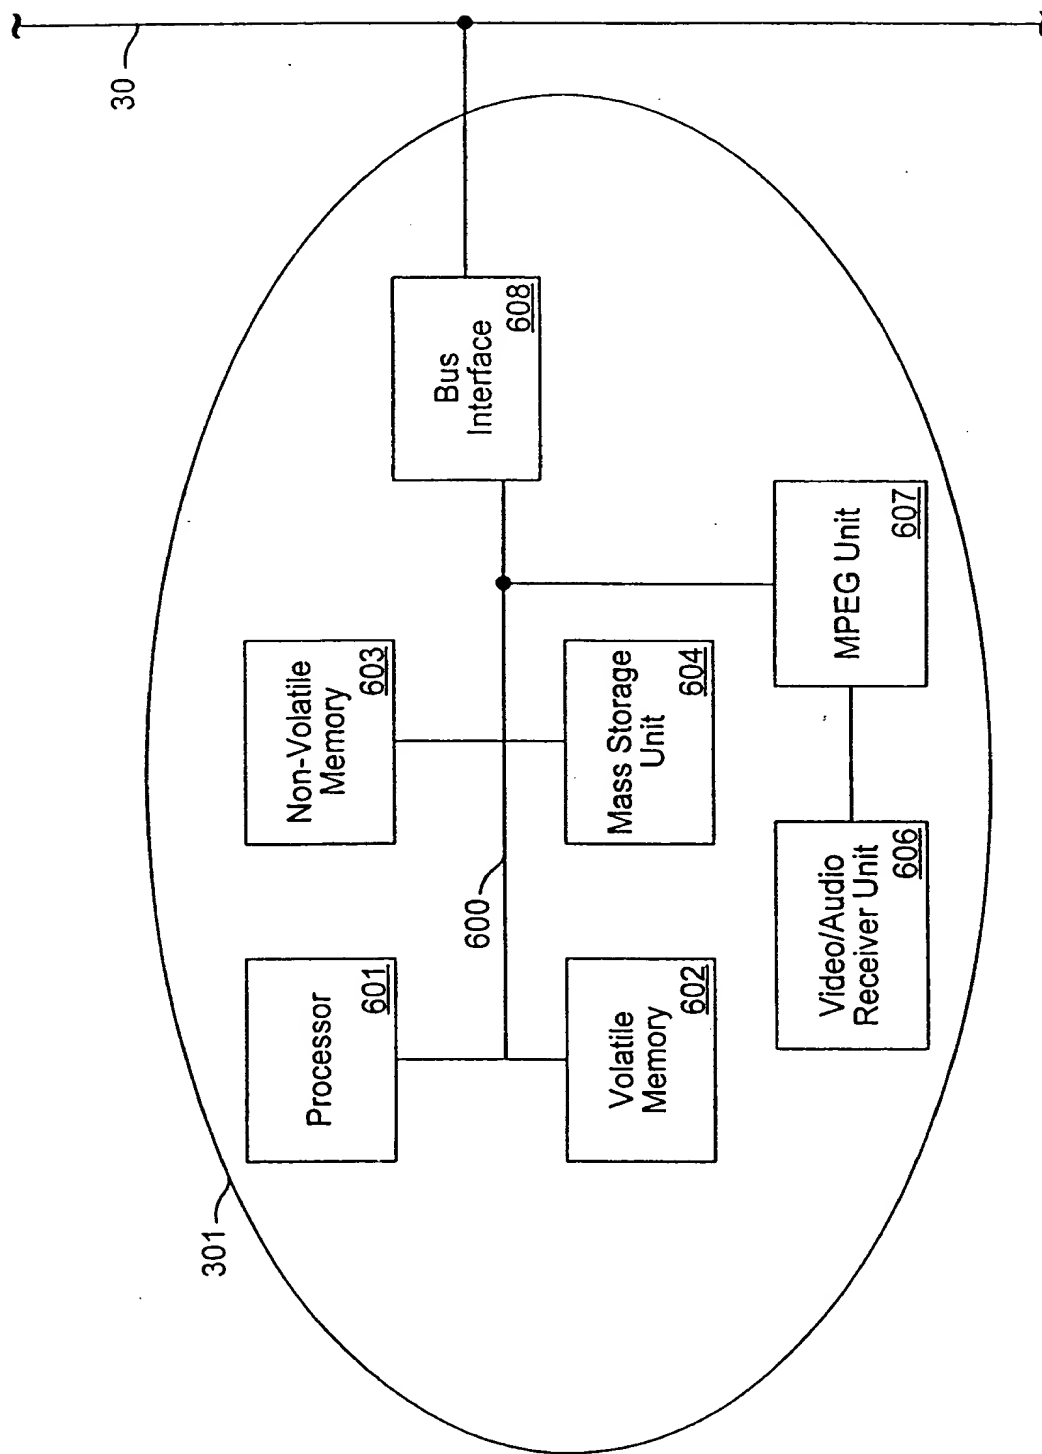 30
301
Processor
601
Non-Volatile
Memory
603
Bus
Interface
608
600
Volatile
Memory
602
Mass Storage
Unit
604
Video/Audio
Receiver Unit
606
MPEG Unit
607